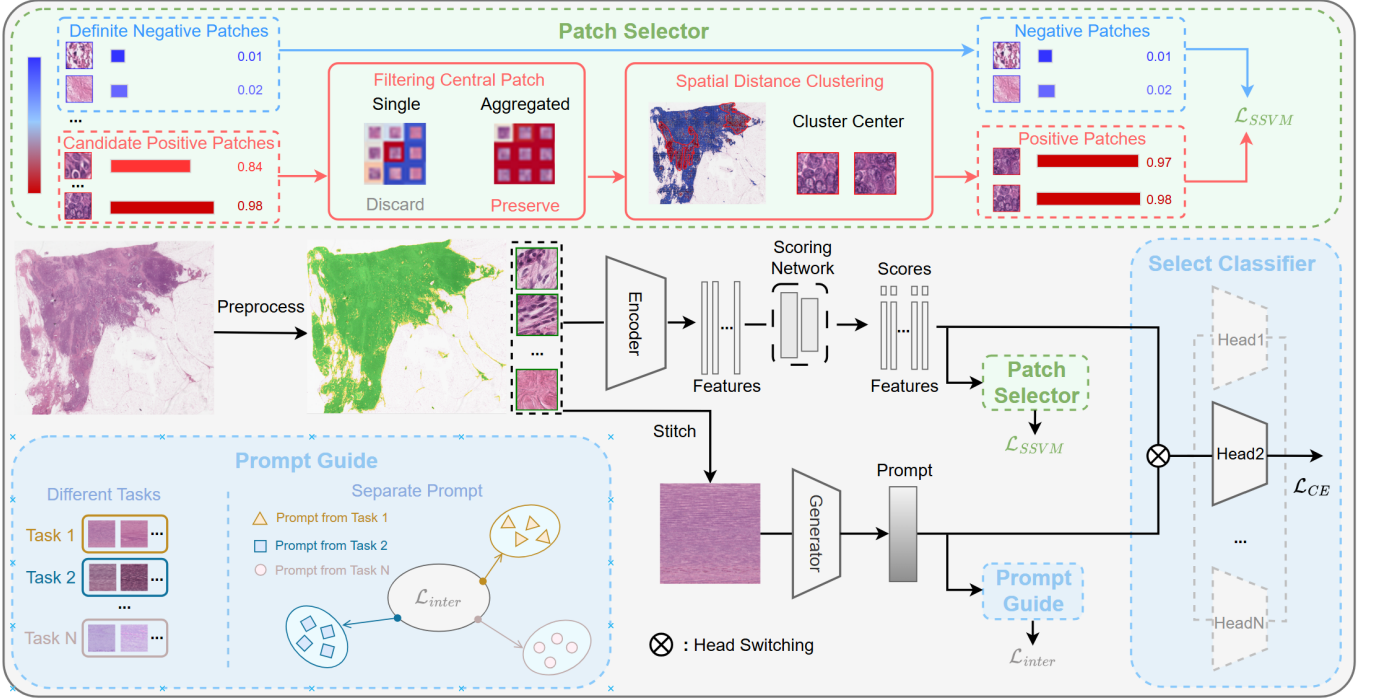 Patch Selector
Definite Negative Patches
0.01
0.02
...
Candidate Positive Patches
0.84
...
0.98
Filtering Central Patch
Single
Aggregated
Discard
Preserve
Spatial Distance Clustering
Cluster Center
Negative Patches
0.01
0.02
Positive Patches
0.97
0.98
ℒSSVM
Preprocess
...
Encoder
...
Features
Scoring
Network
Scores
...
Features
Patch
Selector
ℒSSVM
Stitch
Generator
Prompt
Prompt
Guide
ℒinter
: Head Switching
Select Classifier
Head1
Head2
...
HeadN
ℒCE
Prompt Guide
Different Tasks
Task 1
...
Task 2
...
...
Task N
...
Separate Prompt
Prompt from Task 1
Prompt from Task 2
Prompt from Task N
ℒinter